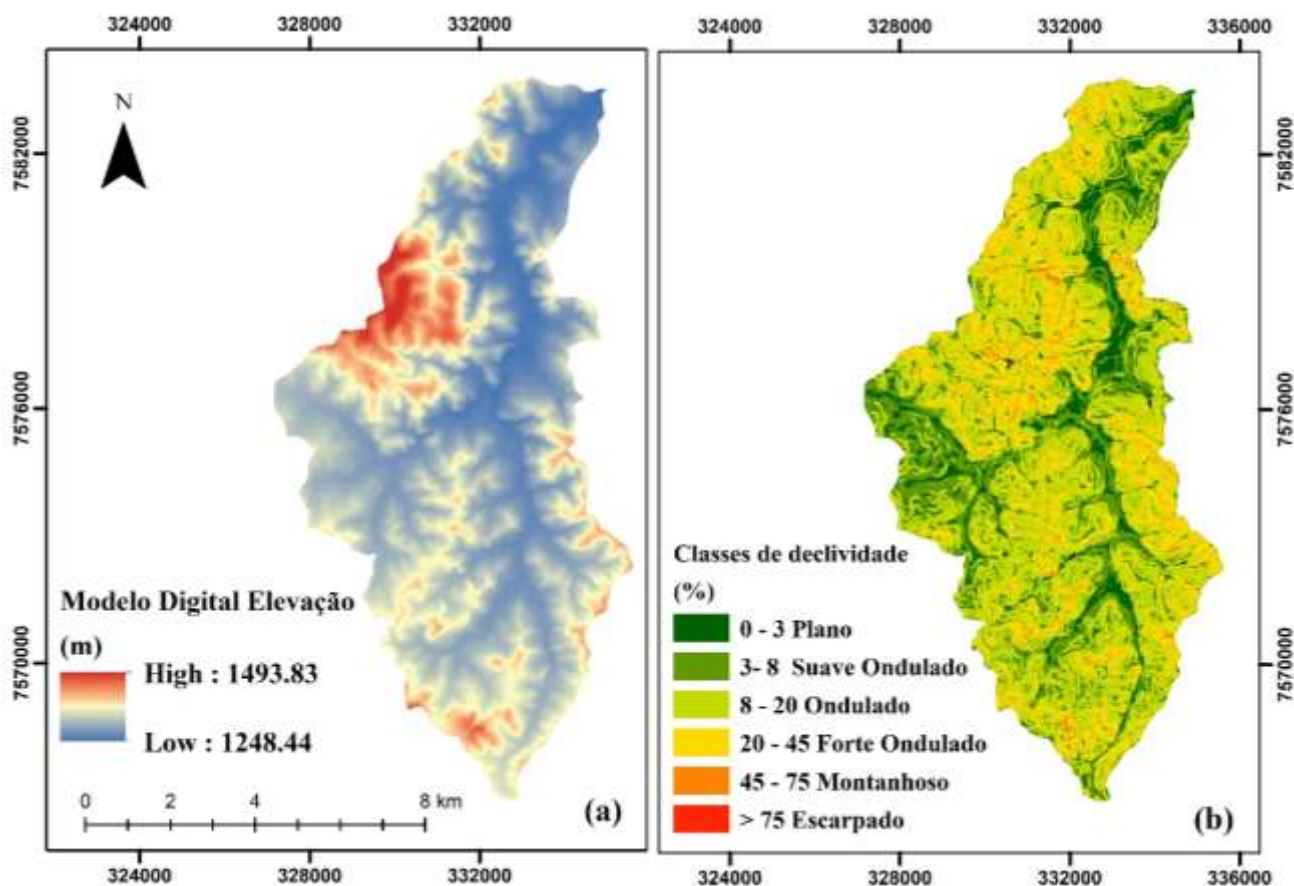 324000 328000 332000
N
7582000
7576000
7570000
Modelo Digital Elevação
(m)
High : 1493.83
Low : 1248.44
0 2 4 8 km
(a)
324000 328000 332000
324000 328000 332000 336000
7582000
7576000
7570000
Classes de declividade
(%)
0 - 3 Plano
3- 8 Suave Ondulado
8 - 20 Ondulado
20 - 45 Forte Ondulado
45 - 75 Montanhoso
> 75 Escarpado
(b)
324000 328000 332000 336000